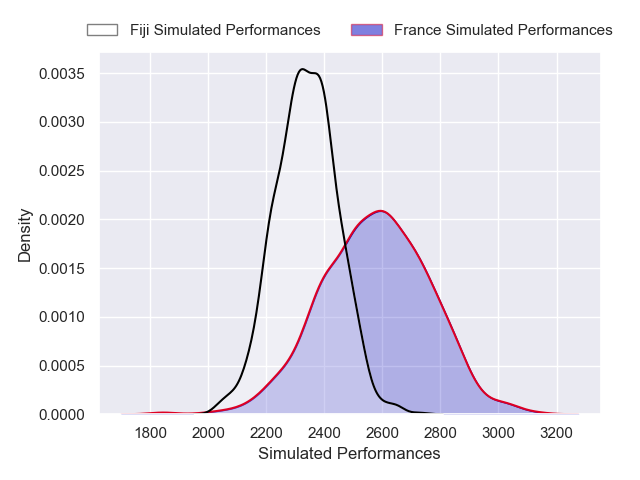 Fiji Simulated Performances France Simulated Performances
0.0035
0.0030
0.0025
0.0020
0.0015
0.0010
0.0005
0.0000
Density
1800 2000 2200 2400 2600 2800 3000 3200
Simulated Performances